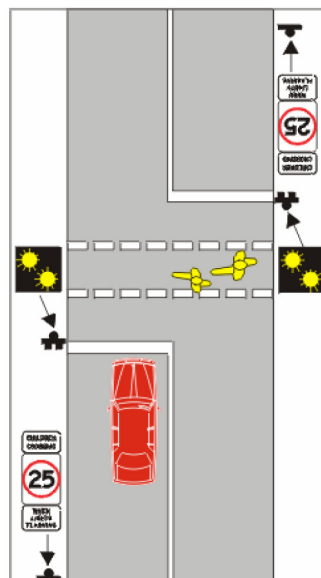 CHILDREN
CROSSING
25
WHEN
LIGHTS
FLASHING
CHILDREN
CROSSING
25
WHEN
LIGHTS
FLASHING